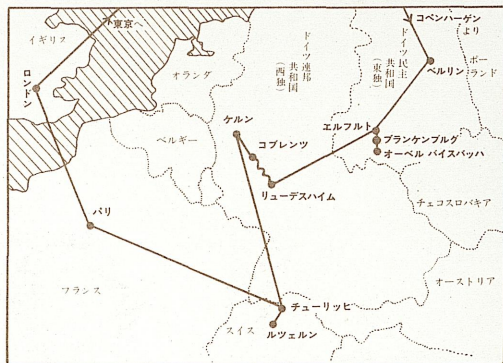 東京へ
イギリス
ロンドン
オランダ
ドイツ連邦
共和国
(西独)
ドイツ民主
共和国
(東独)
コペンハーゲン
より
ポーランド
ベルリン
ベルギー
ケルン
コブレンツ
リューデスハイム
エルフルト
ブランケンブルグ
オーベル バイスバッハ
チェコスロバキア
パリ
フランス
チューリッヒ
スイス
ルツェルン
オーストリア